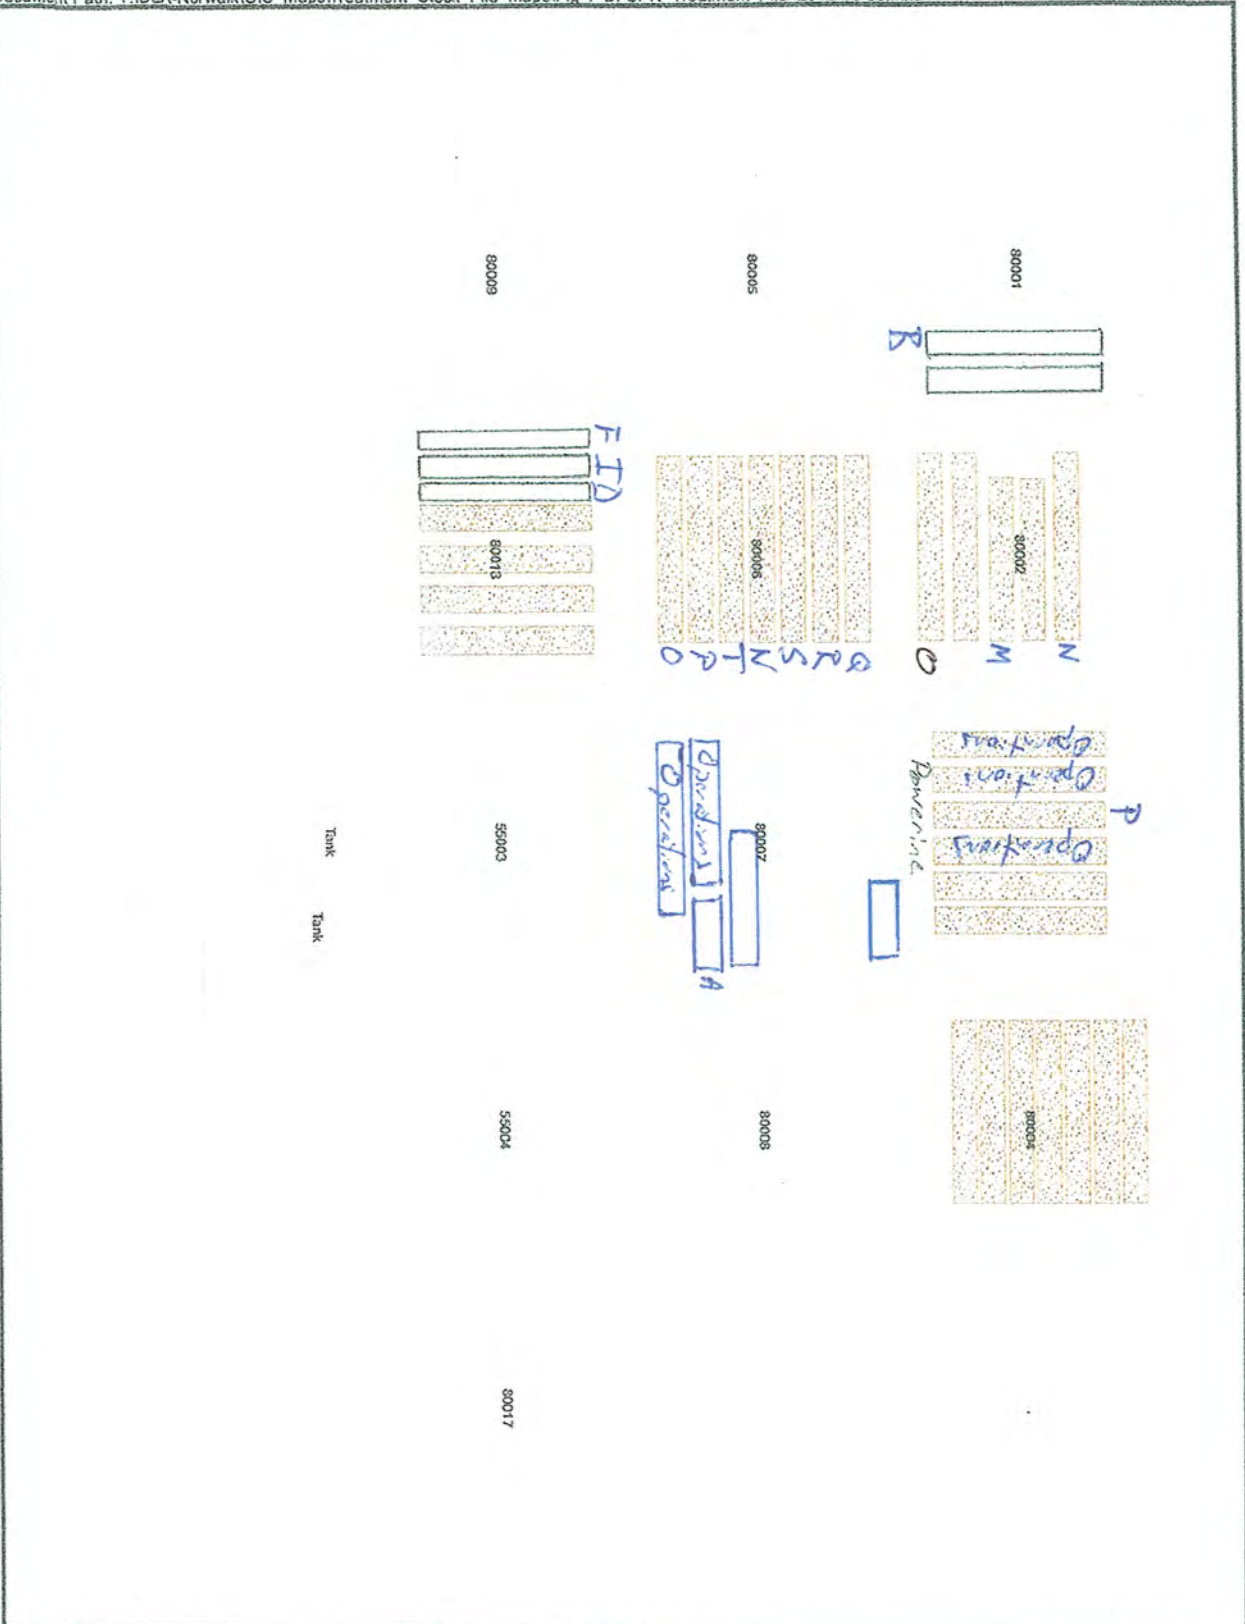 P
N
Operations
Operations
Operations
80001
80002
80004
M
O
B
Powerine
Q
S
N
T
O
80005
80006
80007
80008
Operations
A
Operations
F I D
80009
80013
55003
55004
80017
Tank
Tank